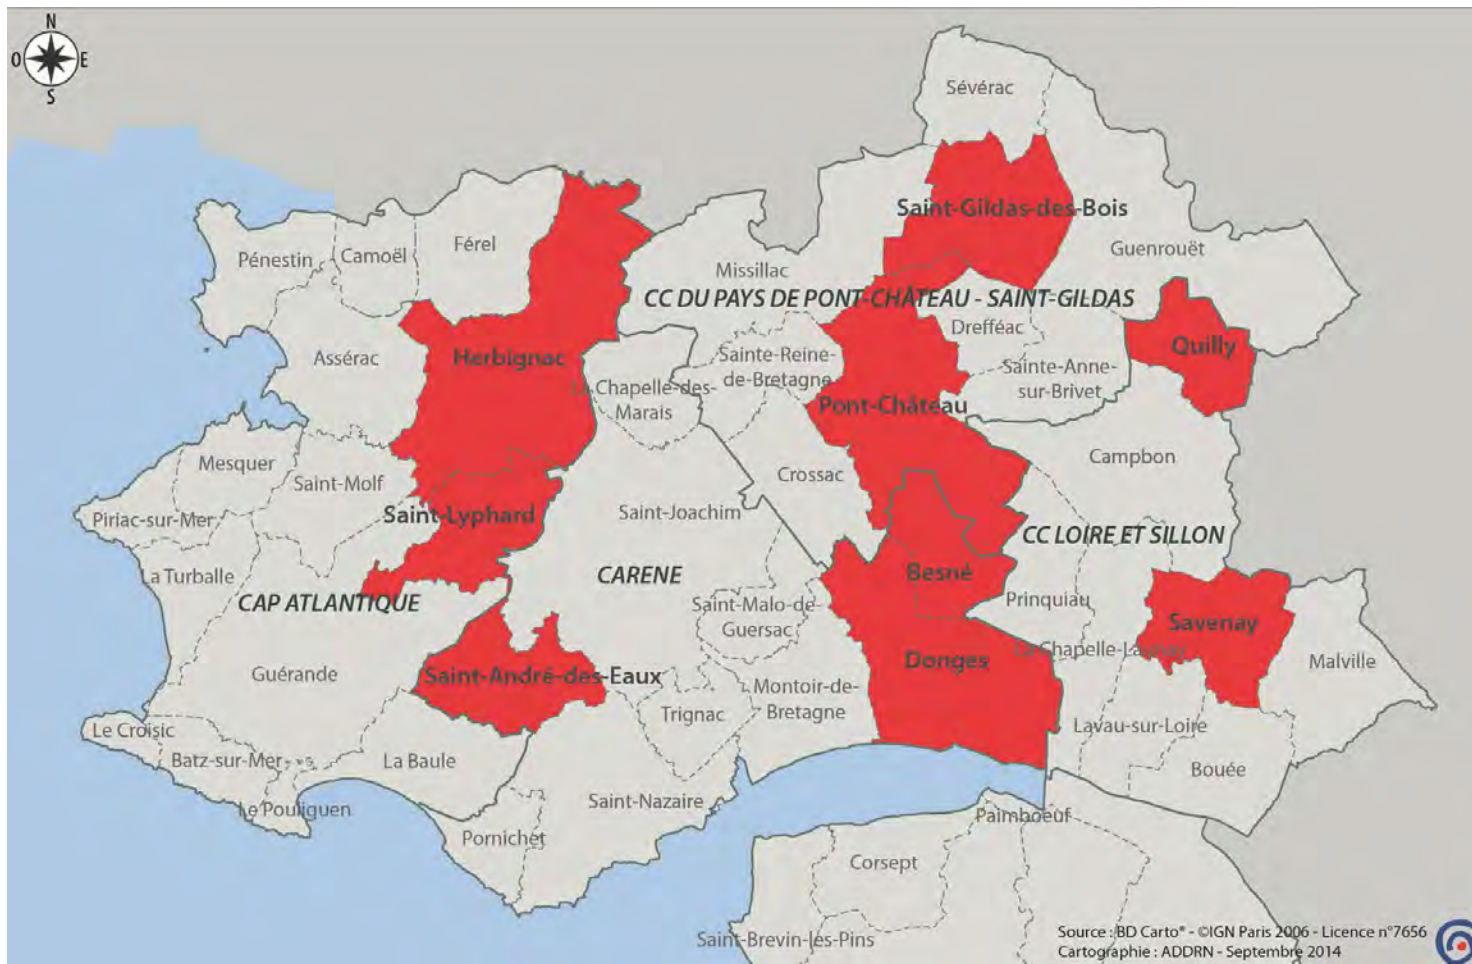 N
O
E
S
Sévérac
Saint-Gildas-des-Bois
Guenrouët
Férel
Camoël
Pénestin
Missillac
CC DU PAYS DE PONT-CHÂTEAU - SAINT-GILDAS
Drefféac
Quilly
Assérac
Herbignac
Sainte-Reine-
de-Bretagne
Sainte-Anne-
sur-Brivet
La Chapelle-des-
Marais
Pont-Château
Campbon
Mesquer
Saint-Molf
Crossac
Piriac-sur-Mer
Saint-Lyphard
Saint-Joachim
CC LOIRE ET SILLON
La Turballe
CARENE
Besné
CAP ATLANTIQUE
Saint-Malo-de-
Guersac
Prinquiau
Savenay
La Chapelle-Launay
Malville
Guérande
Saint-André-des-Eaux
Donges
Montoir-de-
Bretagne
Trignac
Le Croisic
Lavau-sur-Loire
Batz-sur-Mer
La Baule
Bouée
Le Pouliguen
Saint-Nazaire
Pornichet
Paimboeuf
Corsept
Saint-Brevin-les-Pins
Source : BD Carto® - ©IGN Paris 2006 - Licence n°7656
Cartographie : ADDRN - Septembre 2014